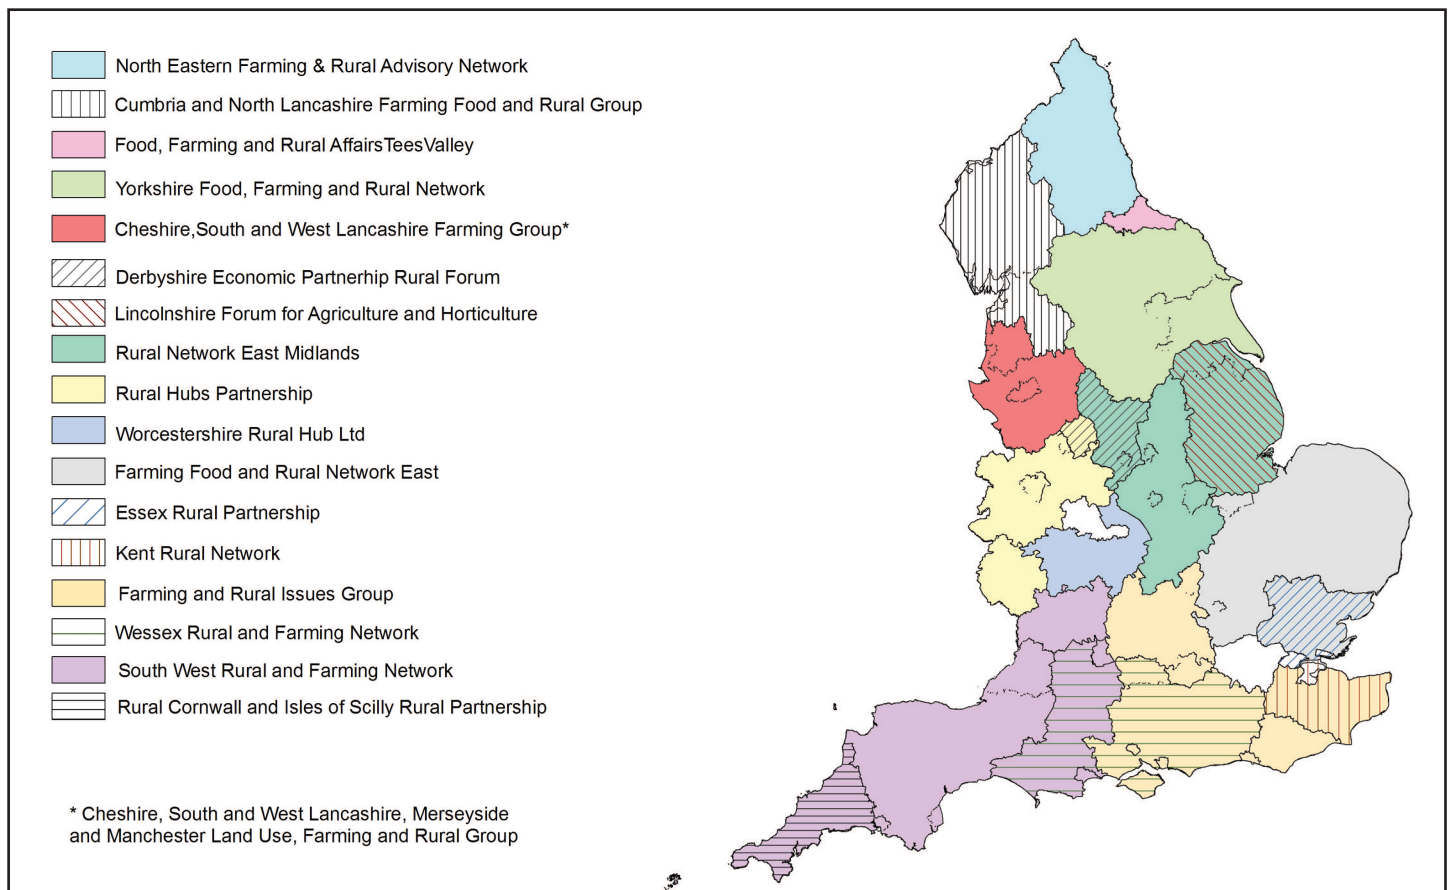 North Eastern Farming & Rural Advisory Network
Cumbria and North Lancashire Farming Food and Rural Group
Food, Farming and Rural AffairsTeesValley
Yorkshire Food, Farming and Rural Network
Cheshire,South and West Lancashire Farming Group*
Derbyshire Economic Partnerhip Rural Forum
Lincolnshire Forum for Agriculture and Horticulture
Rural Network East Midlands
Rural Hubs Partnership
Worcestershire Rural Hub Ltd
Farming Food and Rural Network East
Essex Rural Partnership
Kent Rural Network
Farming and Rural Issues Group
Wessex Rural and Farming Network
South West Rural and Farming Network
Rural Cornwall and Isles of Scilly Rural Partnership
* Cheshire, South and West Lancashire, Merseyside
and Manchester Land Use, Farming and Rural Group